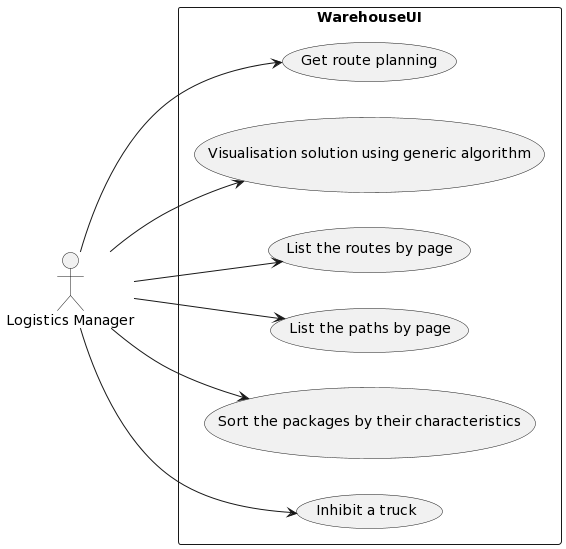 WarehouseUI
Get route planning
Visualisation solution using generic algorithm
List the routes by page
Logistics Manager
List the paths by page
Sort the packages by their characteristics
Inhibit a truck